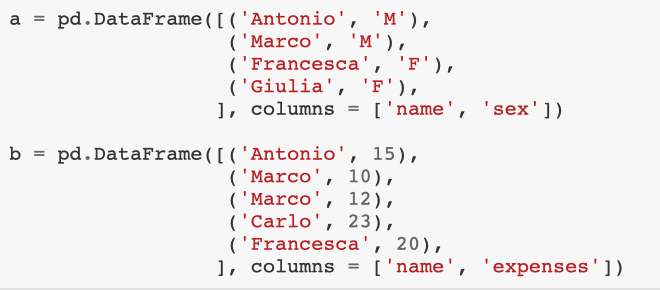 a = pd.DataFrame([('Antonio', 'M'),
                  ('Marco', 'M'),
                  ('Francesca', 'F'),
                  ('Giulia', 'F'),
                 ], columns = ['name', 'sex'])

b = pd.DataFrame([('Antonio', 15),
                  ('Marco', 10),
                  ('Marco', 12),
                  ('Carlo', 23),
                  ('Francesca', 20),
                 ], columns = ['name', 'expenses'])